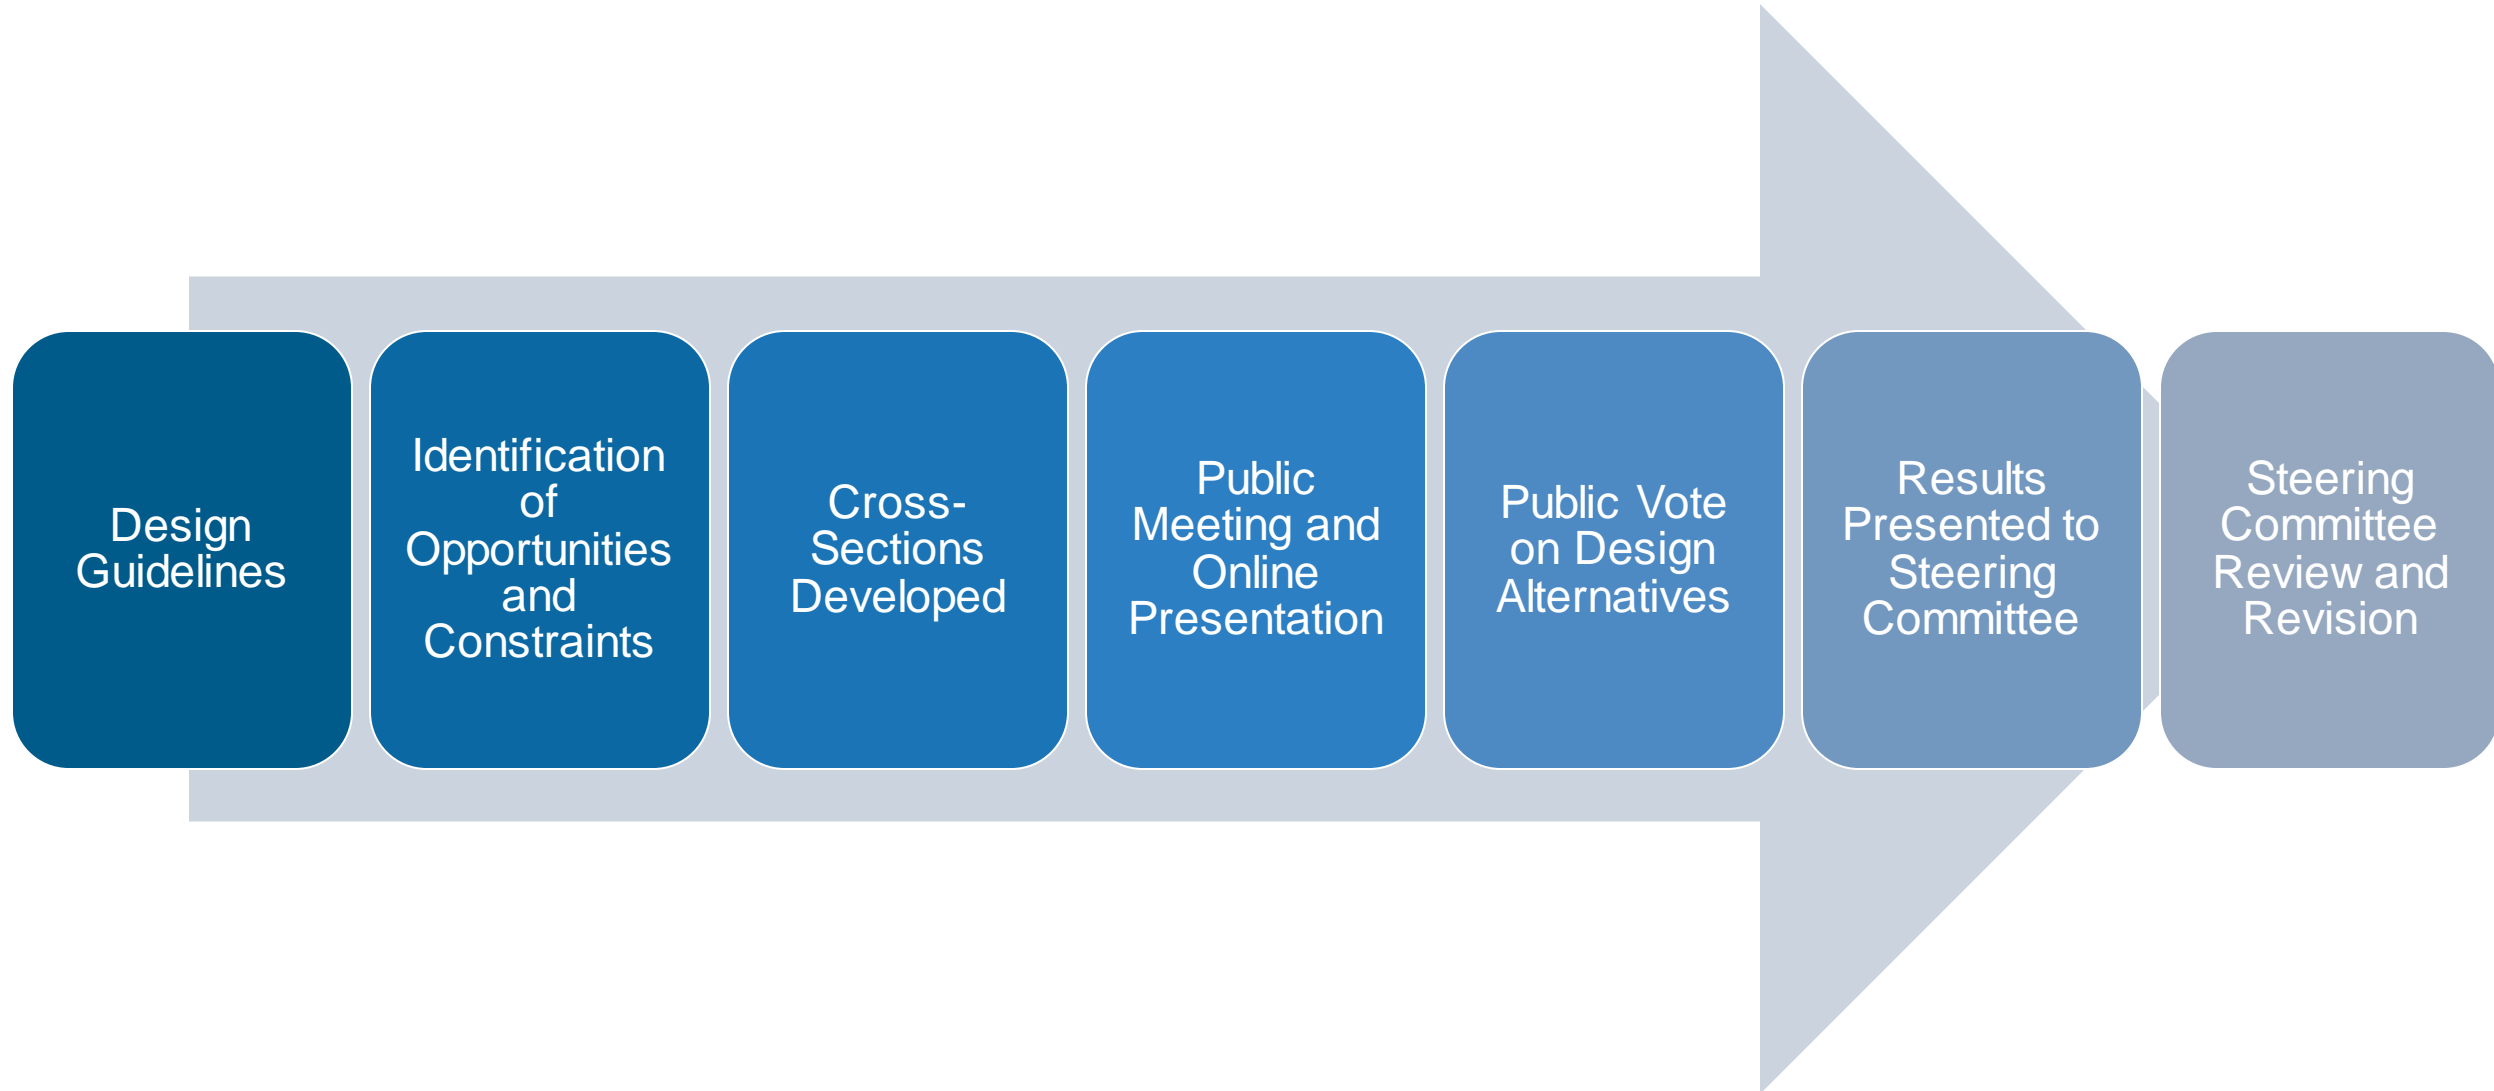 Design
Guidelines
Identification
of
Opportunities
and
Constraints
Cross-
Sections
Developed
Public
Meeting and
Online
Presentation
Public Vote
on Design
Alternatives
Results
Presented to
Steering
Committee
Steering
Committee
Review and
Revision